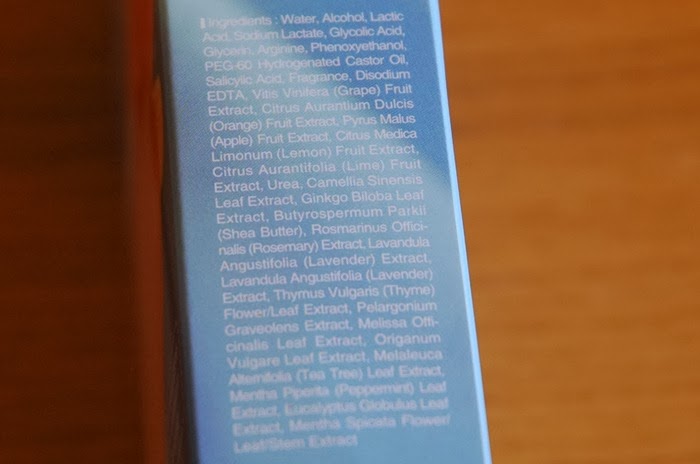 Ingredients : Water, Alcohol, Lactic
Acid, Sodium Lactate, Glycolic Acid,
Glycerin, Arginine, Phenoxyethanol,
PEG-60 Hydrogenated Castor Oil,
Salicylic Acid, Fragrance, Disodium
EDTA, Vitis Vinifera (Grape) Fruit
Extract, Citrus Aurantium Dulcis
(Orange) Fruit Extract, Pyrus Malus
(Apple) Fruit Extract, Citrus Medica
Limonum (Lemon) Fruit Extract,
Citrus Aurantifolia (Lime) Fruit
Extract, Urea, Camellia Sinensis
Leaf Extract, Ginkgo Biloba Leaf
Extract, Butyrospermum Parkii
(Shea Butter), Rosmarinus Offici-
nalis (Rosemary) Extract, Lavandula
Angustifolia (Lavender) Extract,
Lavandula Angustifolia (Lavender)
Extract, Thymus Vulgaris (Thyme)
Flower/Leaf Extract, Pelargonium
Graveolens Extract, Melissa Offi-
cinalis Leaf Extract, Origanum
Vulgare Leaf Extract, Melaleuca
Alternifolia (Tea Tree) Leaf Extract,
Mentha Piperita (Peppermint) Leaf
Extract, Eucalyptus Globulus Leaf
Extract, Mentha Spicata Flower/
Leaf/Stem Extract